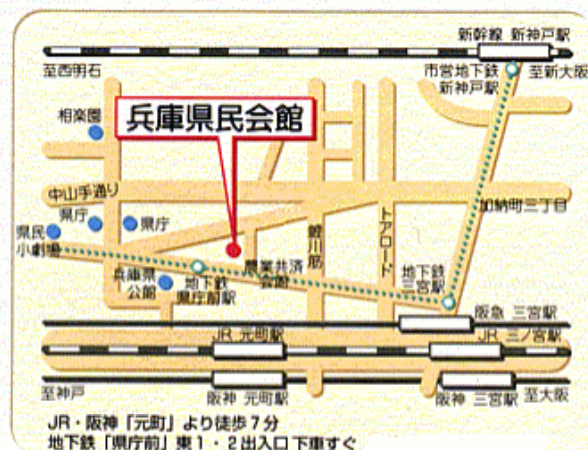 新幹線 新神戸駅
至西明石
市営地下鉄
新神戸駅
至新大阪
相楽園
兵庫県民会館
中山手通り
加納町三丁目
県庁
県庁
県民
小劇場
鯉川筋
トアロード
農業共済
会館
兵庫県
公館
地下鉄
県庁前駅
地下鉄
三宮駅
阪急 三宮駅
JR 元町駅
JR 三ノ宮駅
至神戸
阪神 元町駅
阪神 三宮駅
至大阪
JR・阪神「元町」より徒歩7分
地下鉄「県庁前」東1・2出入口下車すぐ